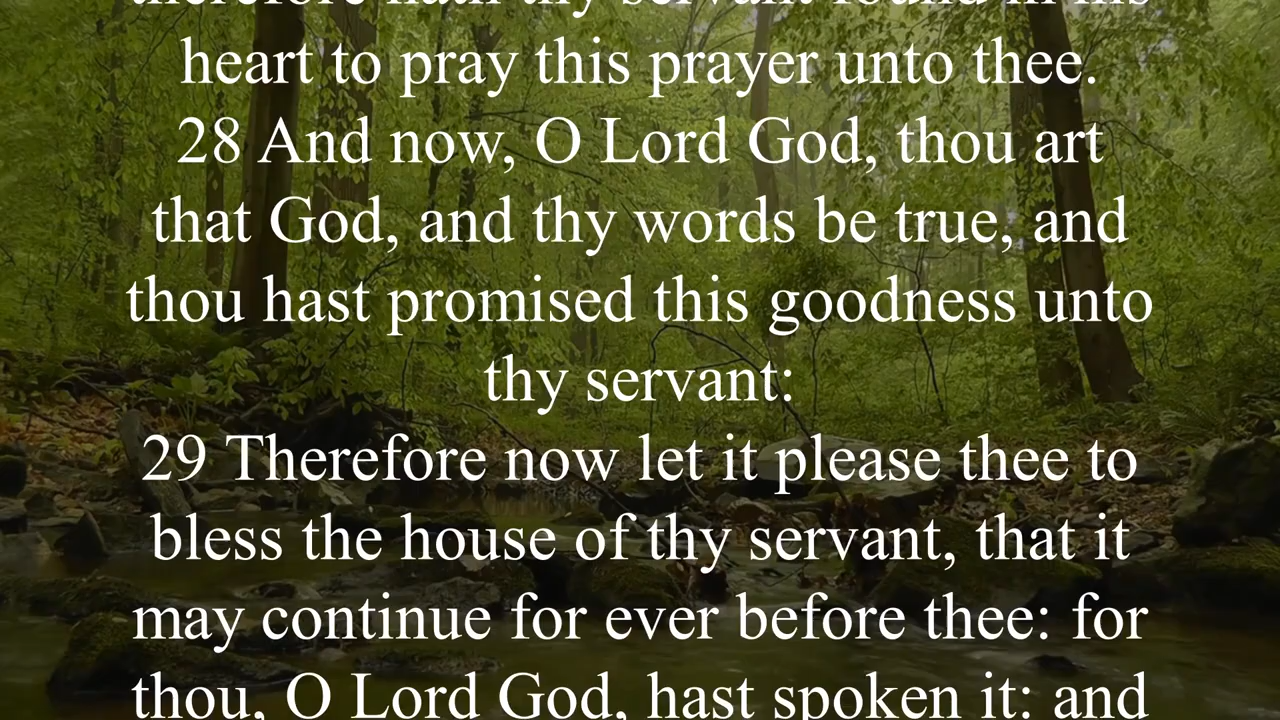 therefore hath thy servant found in his
heart to pray this prayer unto thee.
28 And now, O Lord God, thou art
that God, and thy words be true, and
thou hast promised this goodness unto
thy servant:
29 Therefore now let it please thee to
bless the house of thy servant, that it
may continue for ever before thee: for
thou, O Lord God, hast spoken it: and